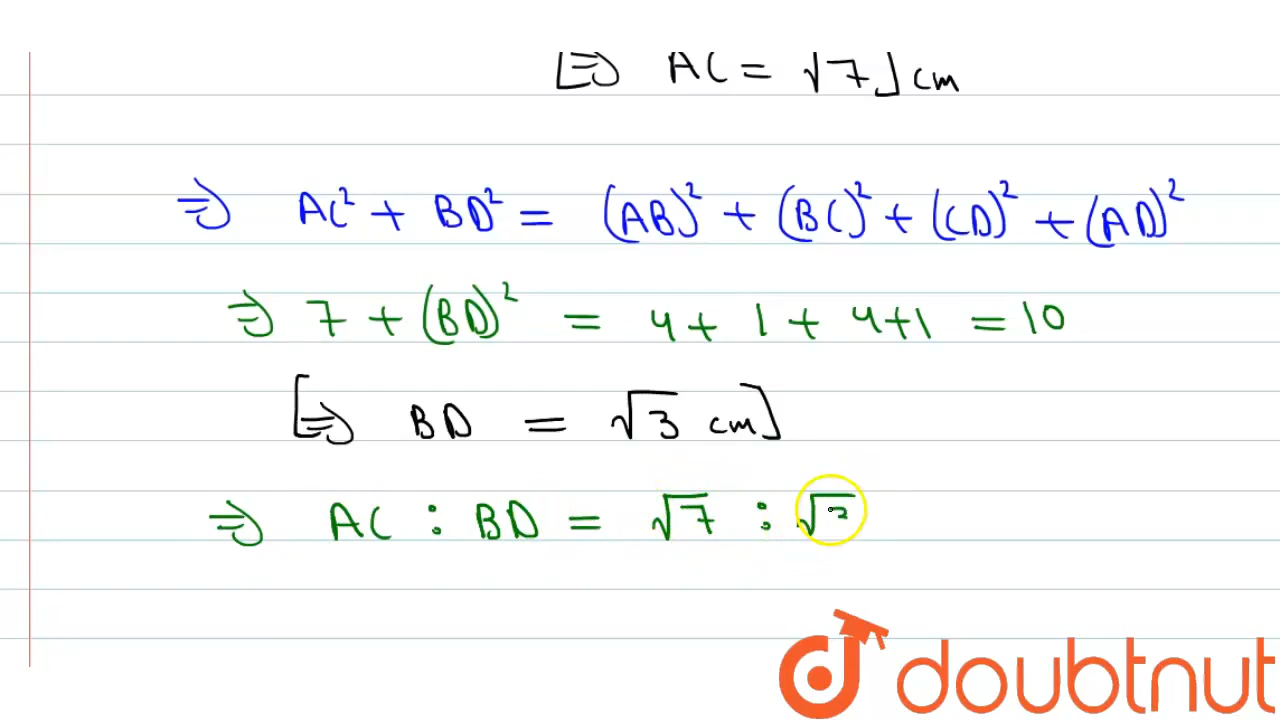 [⇒ AC = √7] cm
⇒ AC² + BD² = (AB)² + (BC)² + (CD)² + (AD)²
⇒ 7 + (BD)² = 4 + 1 + 4 + 1 = 10
[⇒ BD = √3 cm]
⇒ AC : BD = √7 : √3
doubtnut